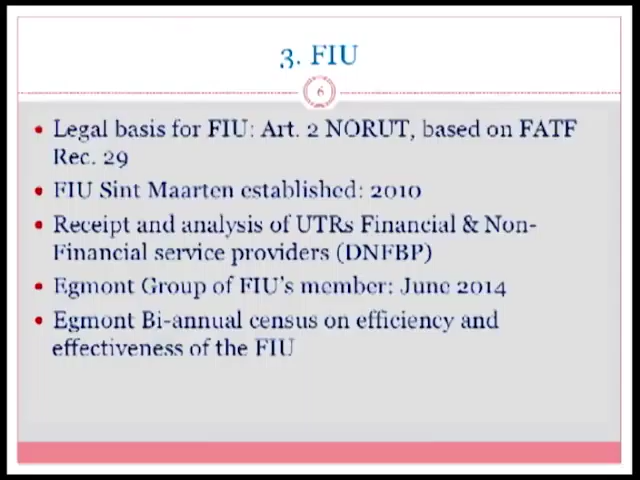 3. FIU
6
• Legal basis for FIU: Art. 2 NORUT, based on FATF
Rec. 29
• FIU Sint Maarten established: 2010
• Receipt and analysis of UTRs Financial & Non-
Financial service providers (DNFBP)
• Egmont Group of FIU's member: June 2014
• Egmont Bi-annual census on efficiency and
effectiveness of the FIU